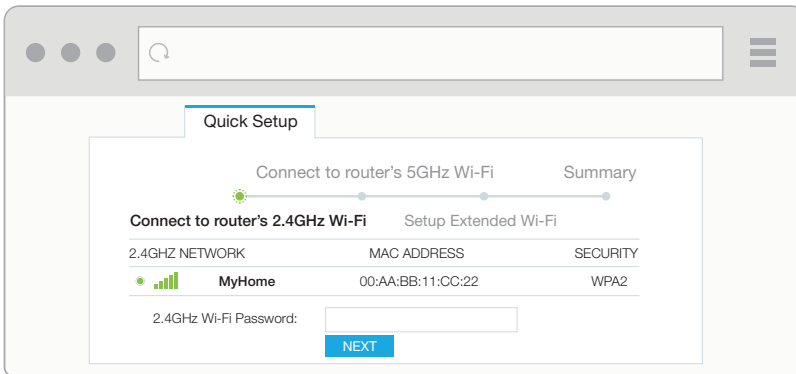 Quick Setup
Connect to router's 5GHz Wi-Fi Summary
Connect to router's 2.4GHz Wi-Fi Setup Extended Wi-Fi
2.4GHZ NETWORK MAC ADDRESS SECURITY
MyHome 00:AA:BB:11:CC:22 WPA2
2.4GHz Wi-Fi Password:
NEXT